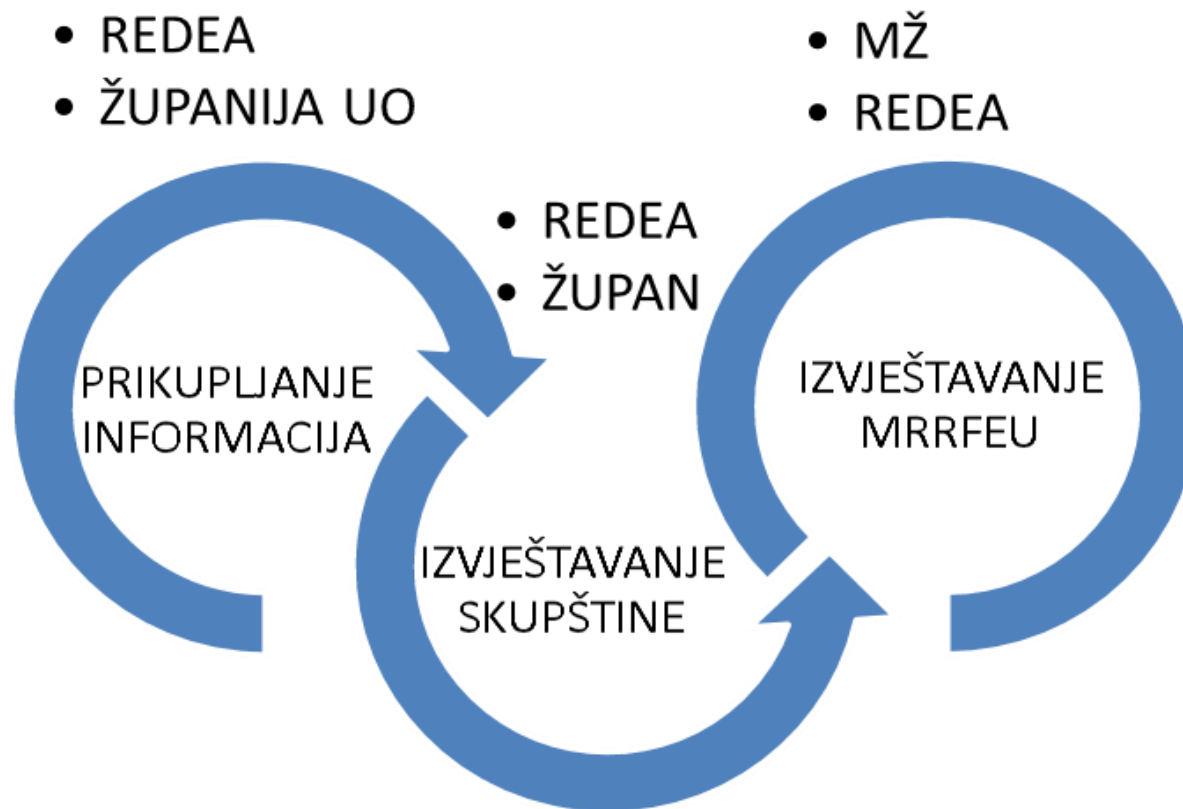 • REDEA
• ŽUPANIJA UO
PRIKUPLJANJE
INFORMACIJA
• REDEA
• ŽUPAN
IZVJEŠTAVANJE
SKUPŠTINE
• MŽ
• REDEA
IZVJEŠTAVANJE
MRRFEU